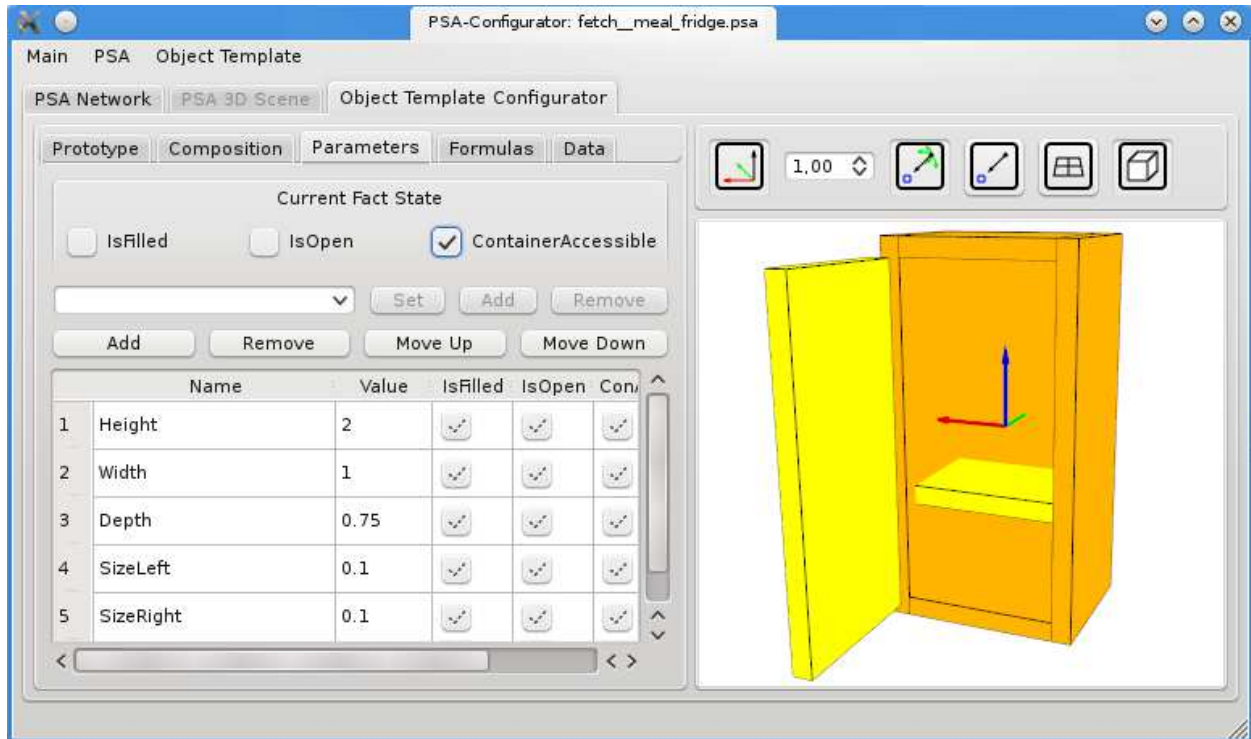 PSA-Configurator: fetch__meal_fridge.psa
Main PSA Object Template
PSA Network PSA 3D Scene Object Template Configurator
Prototype Composition Parameters Formulas Data
1,00
Current Fact State
IsFilled IsOpen ContainerAccessible
Set Add Remove
Add Remove Move Up Move Down
Name Value IsFilled IsOpen Con
1 Height 2
2 Width 1
3 Depth 0.75
4 SizeLeft 0.1
5 SizeRight 0.1